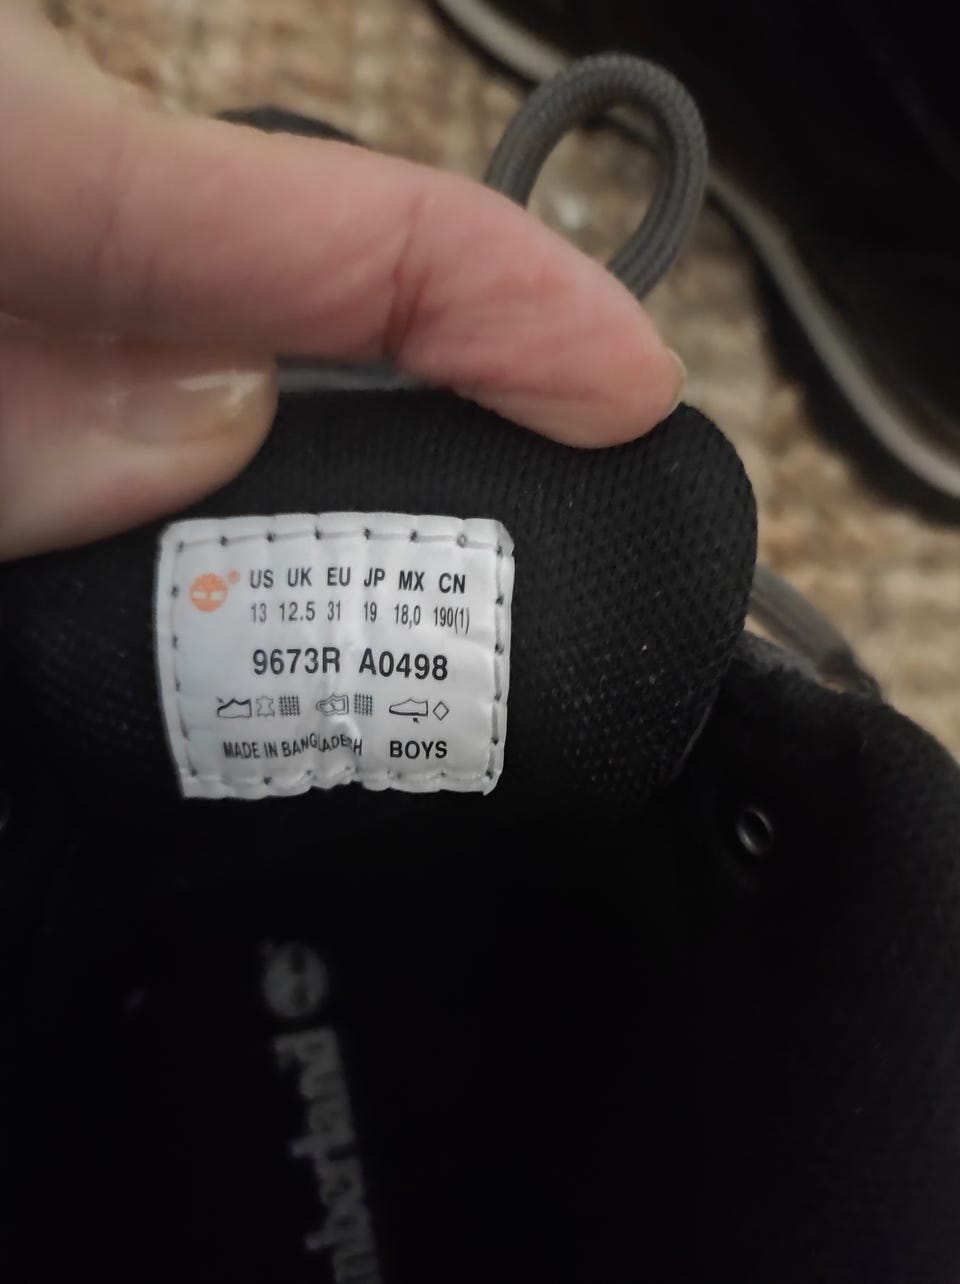 ® US UK EU JP MX CN
13 12.5 31 19 18,0 190(1)
9673R A0498
MADE IN BANGLADESH BOYS